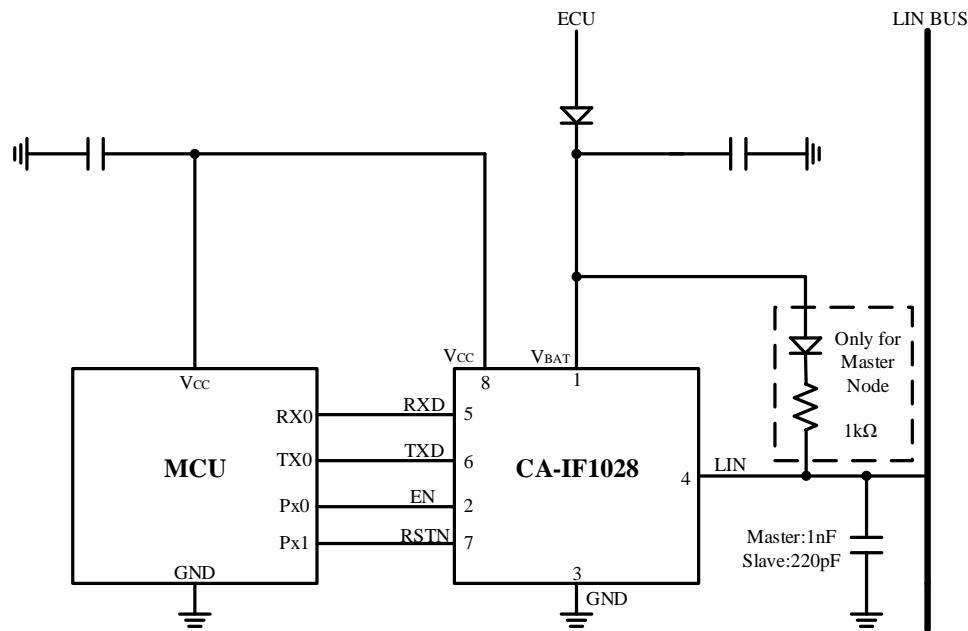 ECU
LIN BUS
VCC
VBAT
8
1
Only for
Master
Node
1kΩ
VCC
RX0
RXD
5
TX0
TXD
6
MCU
CA-IF1028
4
LIN
Px0
EN
2
Px1
RSTN
7
Master:1nF
Slave:220pF
GND
3
GND